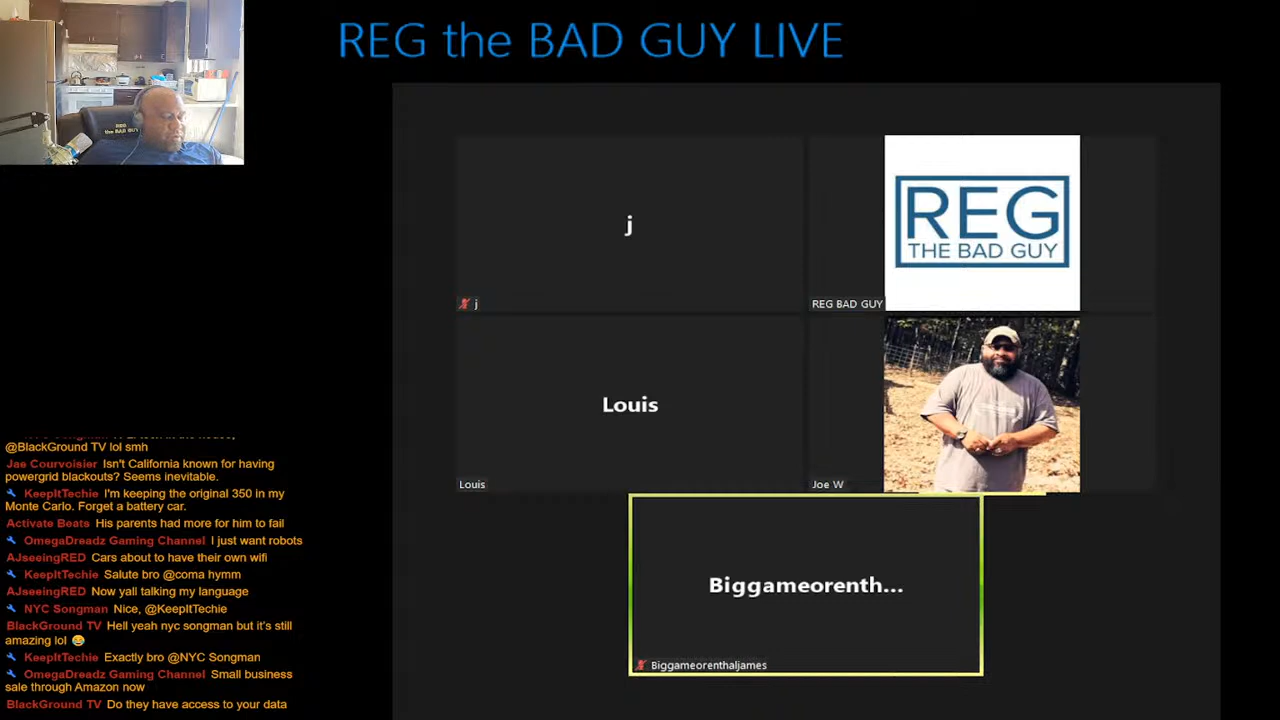 REG the BAD GUY LIVE
REG
the BAD GUY
j
REG
THE BAD GUY
j
REG BAD GUY
Louis
Louis
Joe W
Biggameorenth...
Biggameorenthaljames
@BlackGround TV lol smh
Jae Courvoisier Isn't California known for having
powergrid blackouts? Seems inevitable.
KeepItTechie I'm keeping the original 350 in my
Monte Carlo. Forget a battery car.
Activate Beats His parents had more for him to fail
OmegaDreadz Gaming Channel I just want robots
AJseeingRED Cars about to have their own wifi
KeepItTechie Salute bro @coma hymm
AJseeingRED Now yall talking my language
NYC Songman Nice, @KeepItTechie
BlackGround TV Hell yeah nyc songman but it's still
amazing lol 😂
KeepItTechie Exactly bro @NYC Songman
OmegaDreadz Gaming Channel Small business
sale through Amazon now
BlackGround TV Do they have access to your data